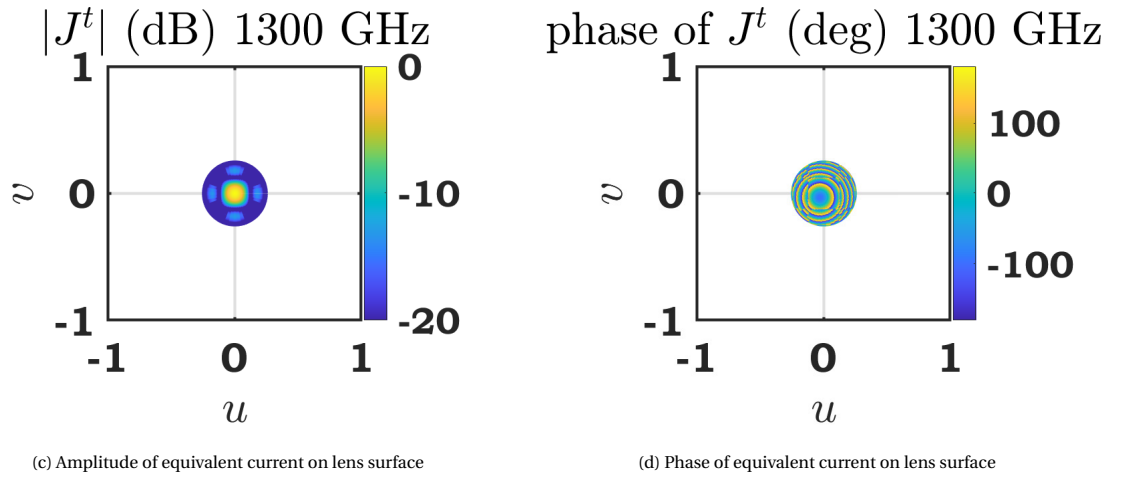 |J^t| (dB) 1300 GHz
1
0
-1
v
-1
0
1
u
0
-10
-20
(c) Amplitude of equivalent current on lens surface
phase of J^t (deg) 1300 GHz
1
0
-1
v
-1
0
1
u
100
0
-100
(d) Phase of equivalent current on lens surface